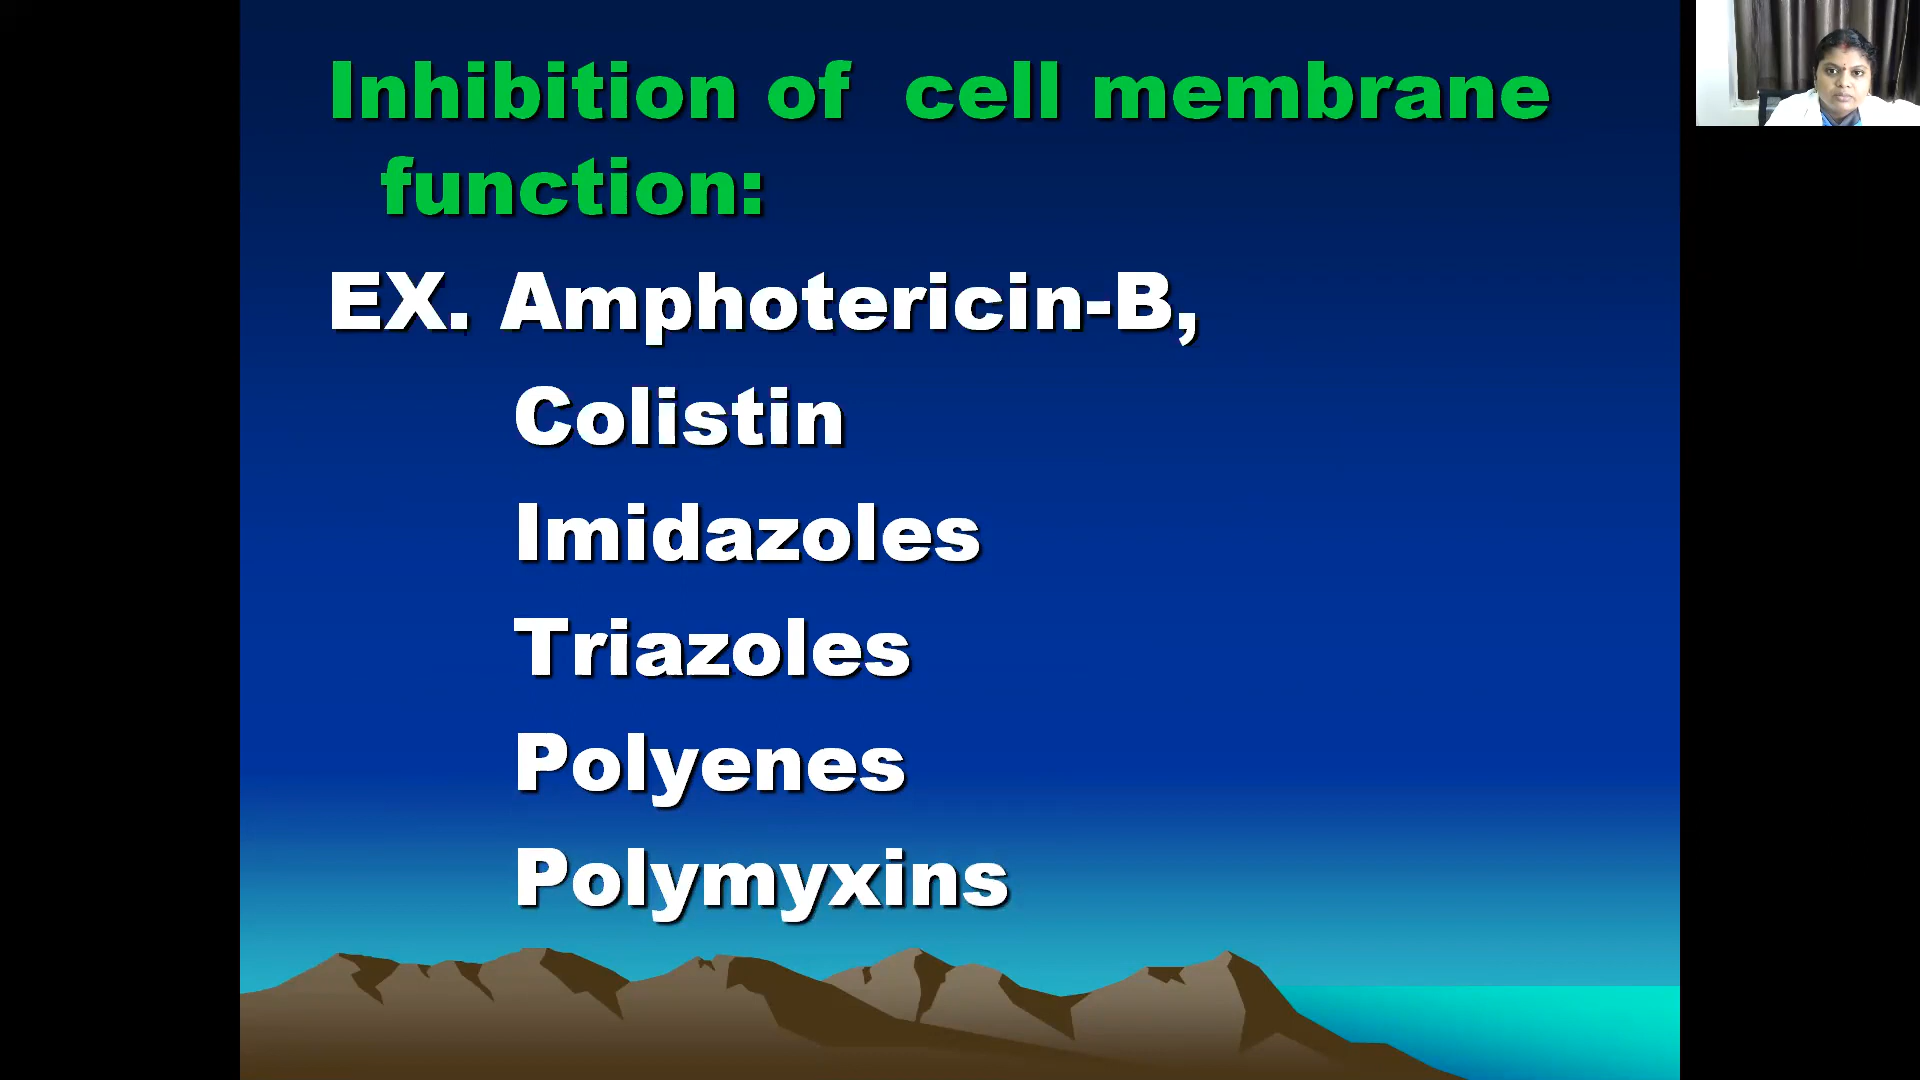 Inhibition of cell membrane
function:
EX. Amphotericin-B,
Colistin
Imidazoles
Triazoles
Polyenes
Polymyxins